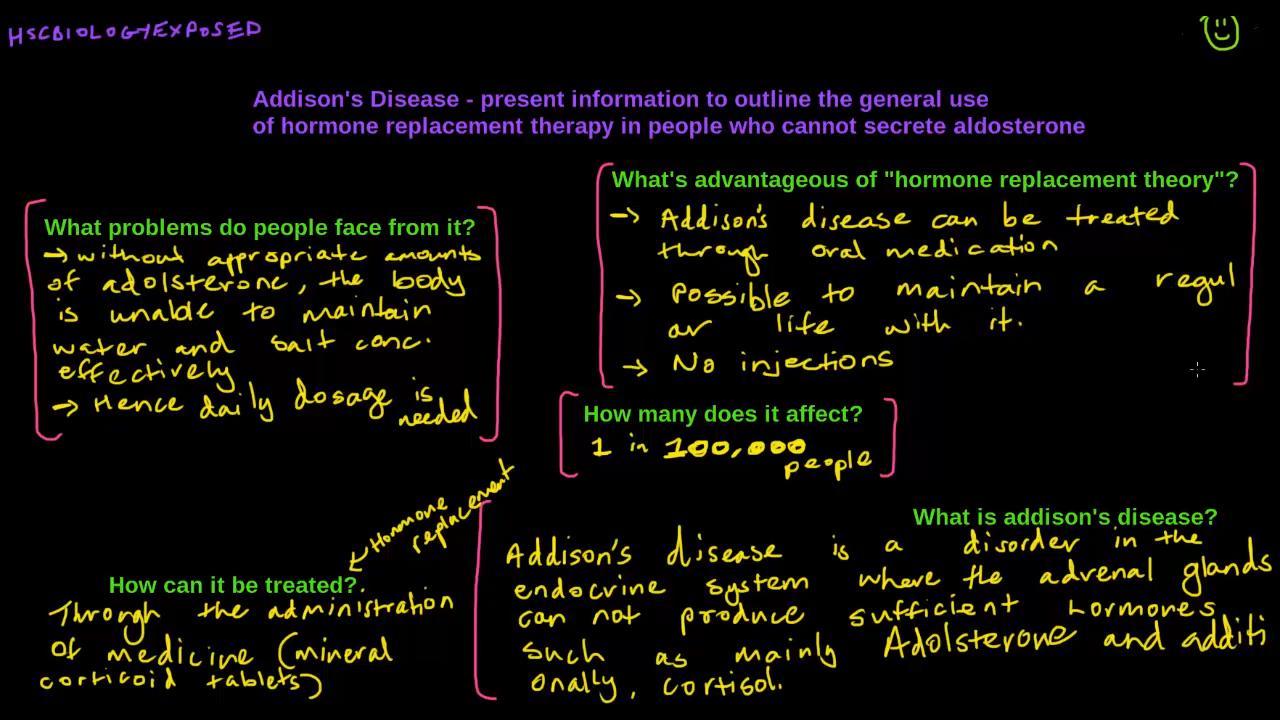 HSCBIOLOGYEXPOSED
Addison's Disease - present information to outline the general use
of hormone replacement therapy in people who cannot secrete aldosterone
What problems do people face from it?
→ without appropriate amounts
of adolsterone, the body
is unable to maintain
water and salt conc.
effectively
→ Hence daily dosage is
needed
What's advantageous of "hormone replacement theory"?
→ Addison's disease can be treated
through oral medication
→ Possible to maintain a regul
ar life with it.
→ No injections
How many does it affect?
1 in 100,000
people
Hormone
replacement
How can it be treated?
Through the administration
of medicine (mineral
corticoid tablets)
What is addison's disease?
Addison's disease is a disorder in the
endocrine system where the adrenal glands
can not produce sufficient hormones
such as mainly Adolsterone and additi
onally, cortisol.